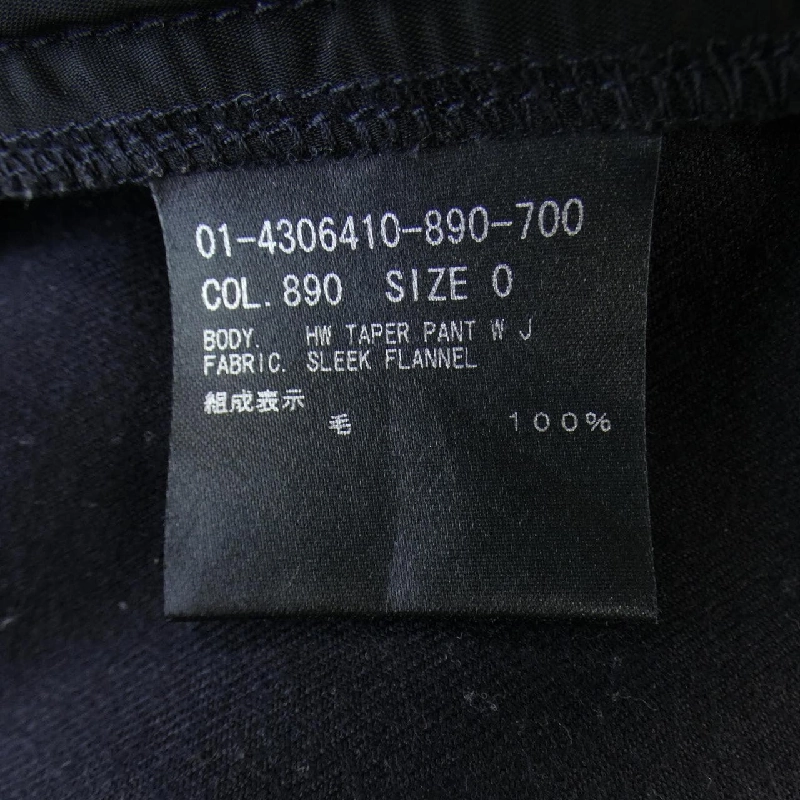 01-4306410-890-700
COL. 890 SIZE 0
BODY. HW TAPER PANT W J
FABRIC. SLEEK FLANNEL
組成表示
毛 100%